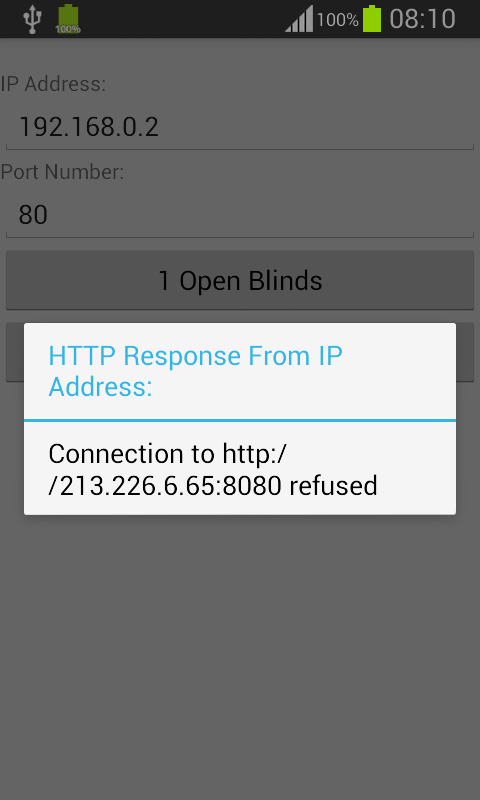 100%
100%
08:10
IP Address:
192.168.0.2
Port Number:
80
1 Open Blinds
HTTP Response From IP
Address:
Connection to http:/
/213.226.6.65:8080 refused